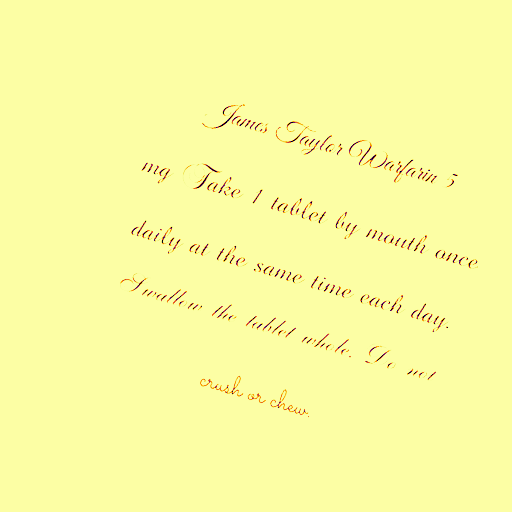 James Taylor Warfarin 5
mg Take 1 tablet by mouth once
daily at the same time each day.
Swallow the tablet whole. Do not
crush or chew.